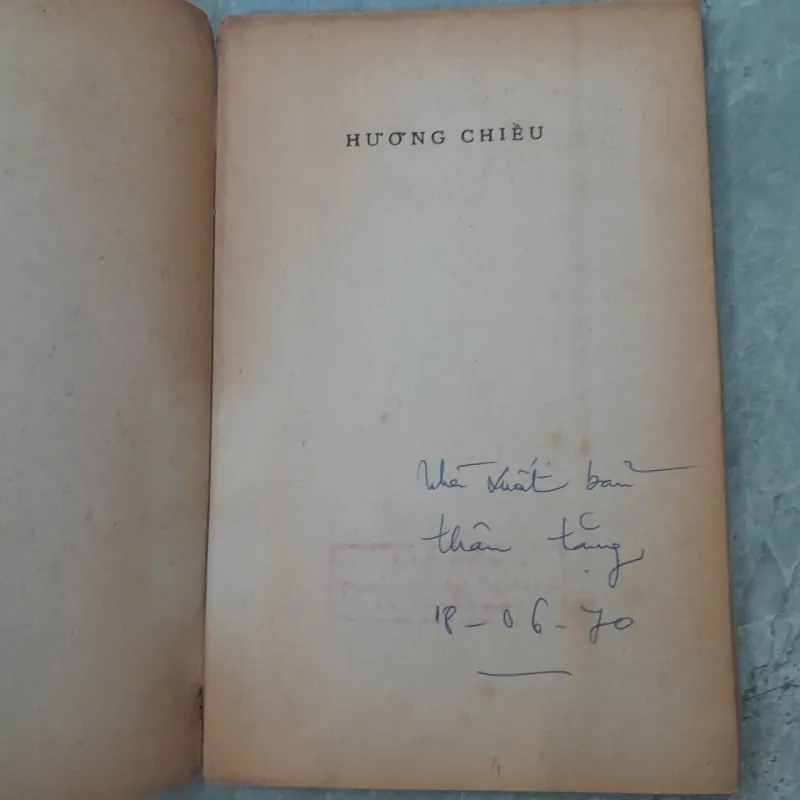 HƯƠNG CHIỀU
Nhà xuất bản
thân tặng
18-06-70